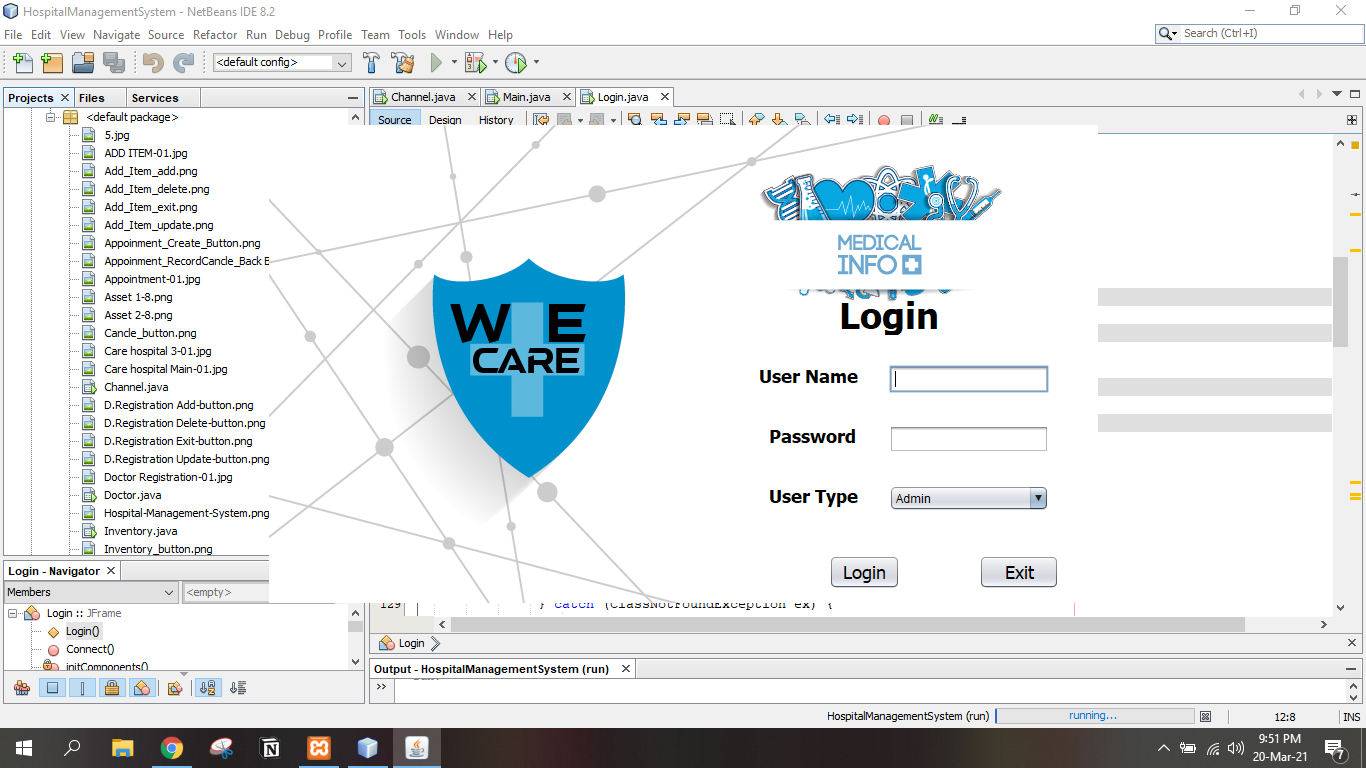 HospitalManagementSystem - NetBeans IDE 8.2
File Edit View Navigate Source Refactor Run Debug Profile Team Tools Window Help
Search (Ctrl+I)
<default config>
Projects Files Services
Channel.java Main.java Login.java
Source Design History
<default package>
5.jpg
ADD ITEM-01.jpg
Add_Item_add.png
Add_Item_delete.png
Add_Item_exit.png
Add_Item_update.png
Appoinment_Create_Button.png
Appoinment_RecordCancle_Back B
Appointment-01.jpg
Asset 1-8.png
Asset 2-8.png
Cancle_button.png
Care hospital 3-01.jpg
Care hospital Main-01.jpg
Channel.java
D.Registration Add-button.png
D.Registration Delete-button.png
D.Registration Exit-button.png
D.Registration Update-button.png
Doctor Registration-01.jpg
Doctor.java
Hospital-Management-System.png
Inventory.java
Inventory_button.png
WE
CARE
MEDICAL
INFO
Login
User Name
Password
User Type Admin
Login Exit
Login - Navigator
Members <empty>
Login :: JFrame
Login()
Connect()
initComponents()
129 } catch (ClassNotFoundException ex) {
Login
Output - HospitalManagementSystem (run)
HospitalManagementSystem (run) running... 12:8 INS
9:51 PM
20-Mar-21
7